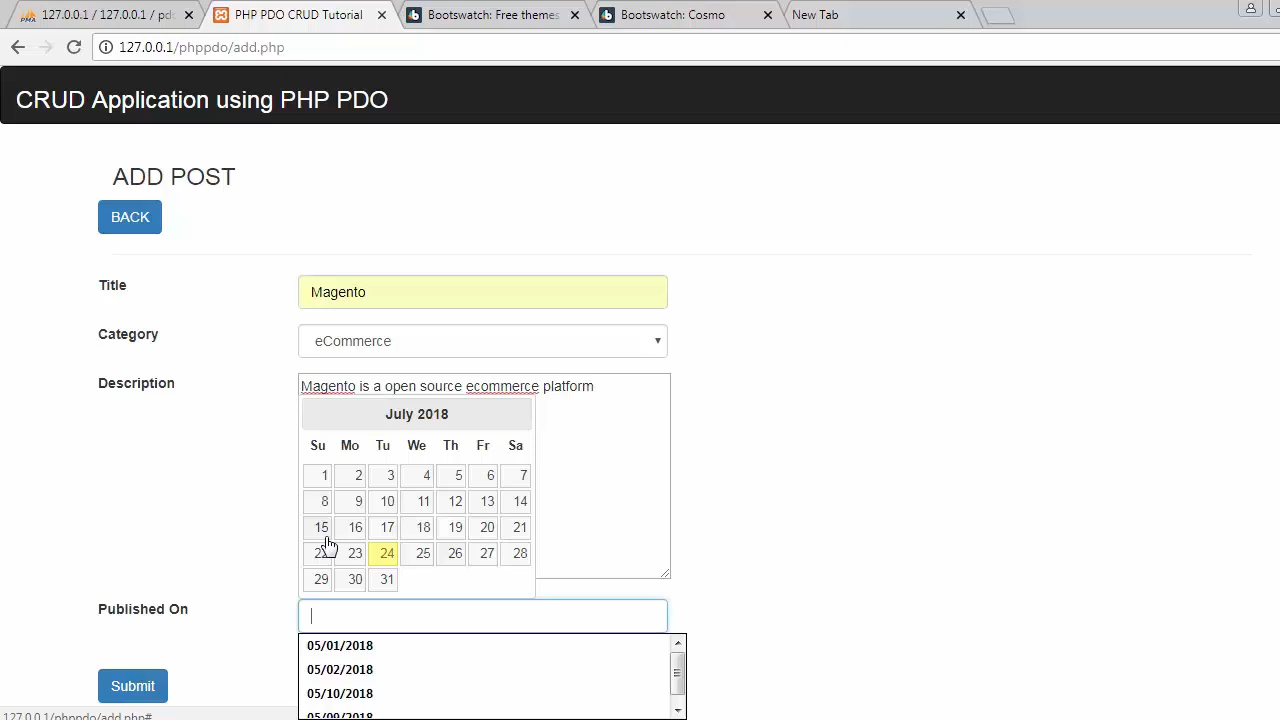 127.0.0.1 / 127.0.0.1 / pdo
PHP PDO CRUD Tutorial
Bootswatch: Free themes
Bootswatch: Cosmo
New Tab
127.0.0.1/phppdo/add.php
CRUD Application using PHP PDO
ADD POST
BACK
Title
Magento
Category
eCommerce
Description
Magento is a open source ecommerce platform
July 2018
Su Mo Tu We Th Fr Sa
1 2 3 4 5 6 7
8 9 10 11 12 13 14
15 16 17 18 19 20 21
22 23 24 25 26 27 28
29 30 31
Published On
05/01/2018
05/02/2018
05/10/2018
05/09/2018
Submit
127.0.0.1/phppdo/add.php#